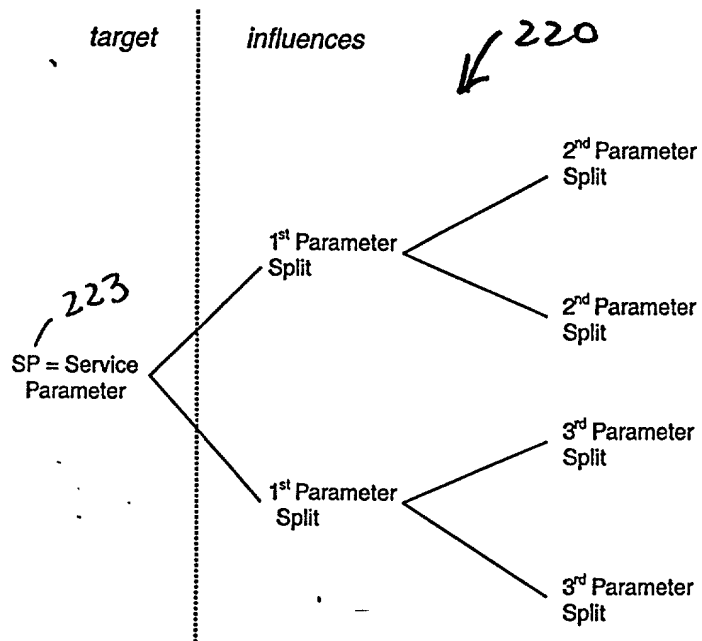 target
influences
220
2nd Parameter
Split
1st Parameter
Split
2nd Parameter
Split
223
SP = Service
Parameter
3rd Parameter
Split
1st Parameter
Split
3rd Parameter
Split